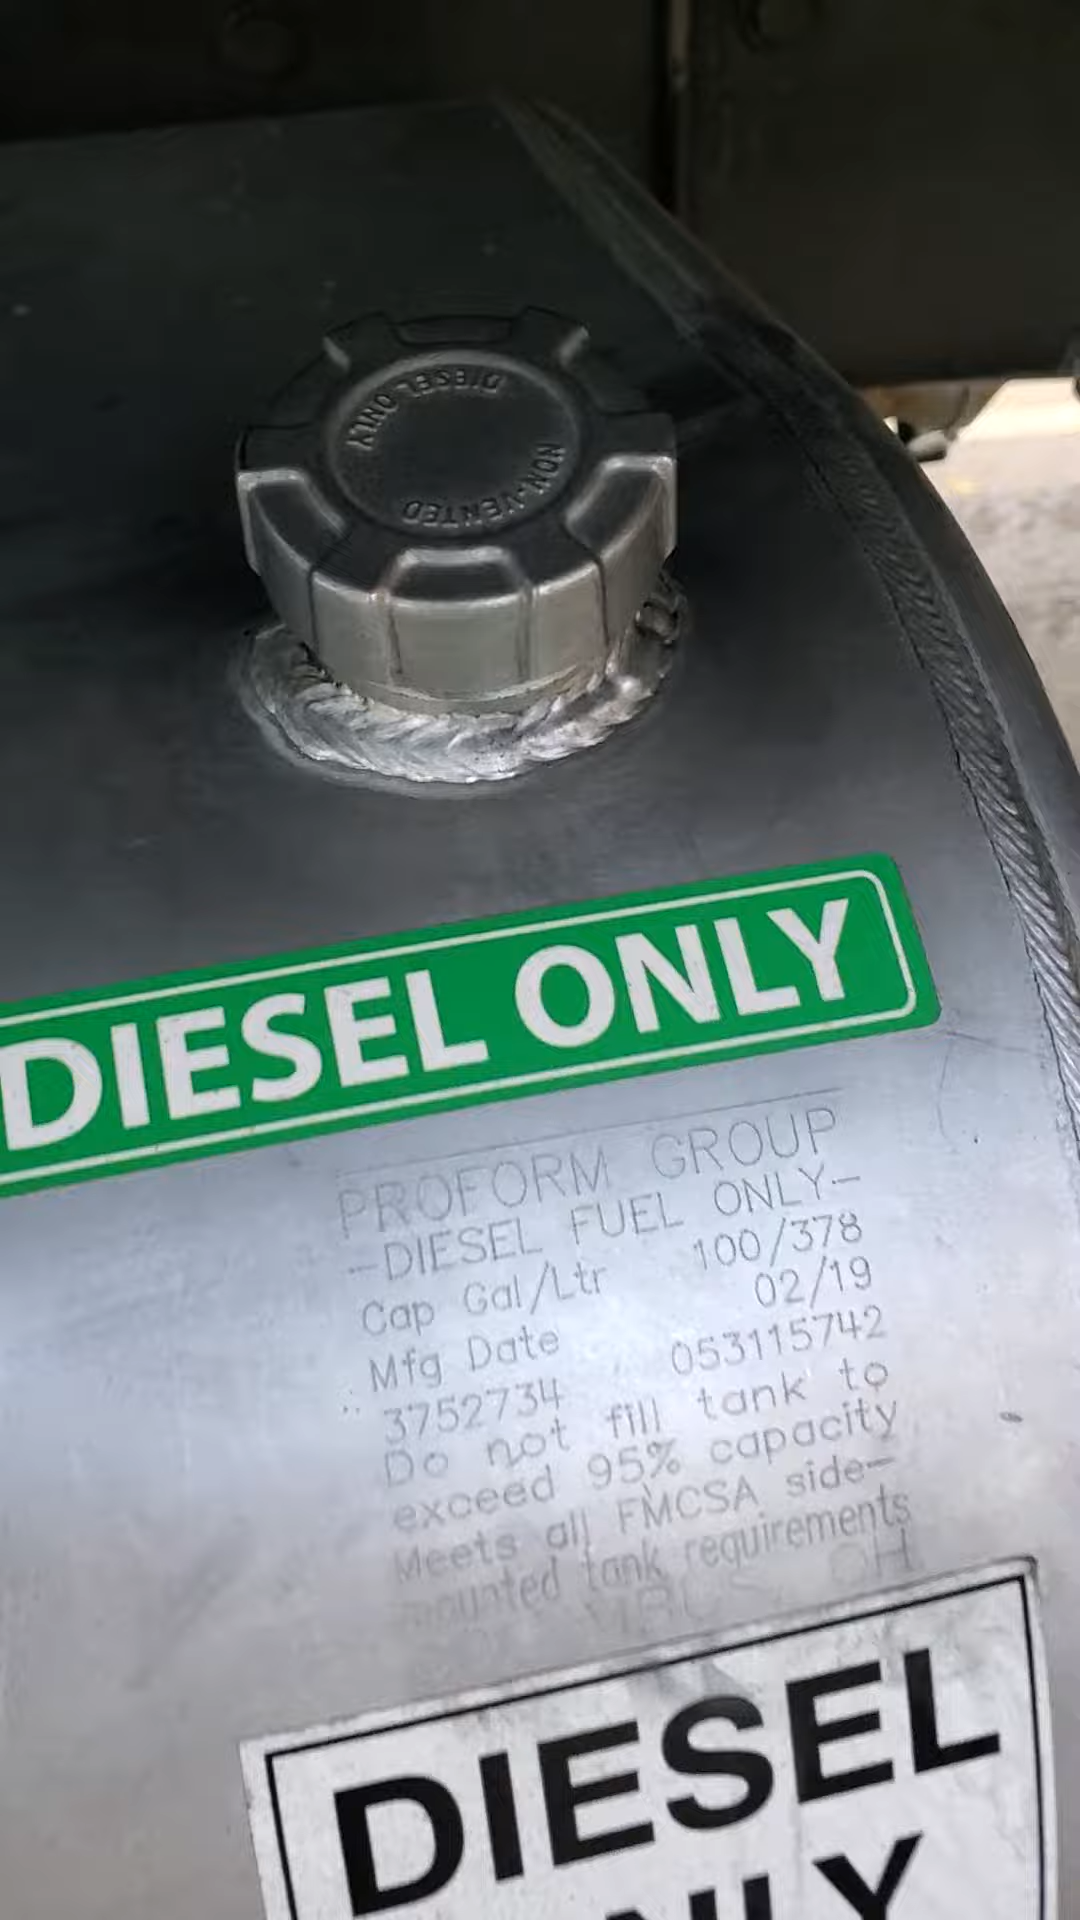 DIESEL ONLY
NON-VENTED
DIESEL ONLY
PROFORM GROUP
-DIESEL FUEL ONLY-
Cap Gal/Ltr 100/378
Mfg Date 02/19
3752734 053115742
Do not fill tank to
exceed 95% capacity
Meets all FMCSA side-
mounted tank requirements
OH
DIESEL
ONLY